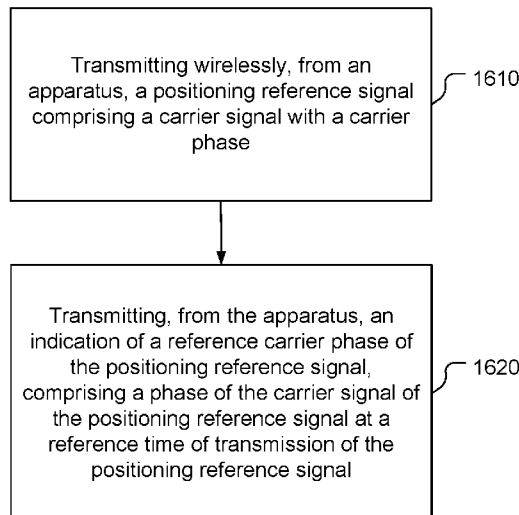 Transmitting wirelessly, from an
apparatus, a positioning reference signal
comprising a carrier signal with a carrier
phase
1610
Transmitting, from the apparatus, an
indication of a reference carrier phase of
the positioning reference signal,
comprising a phase of the carrier signal of
the positioning reference signal at a
reference time of transmission of the
positioning reference signal
1620